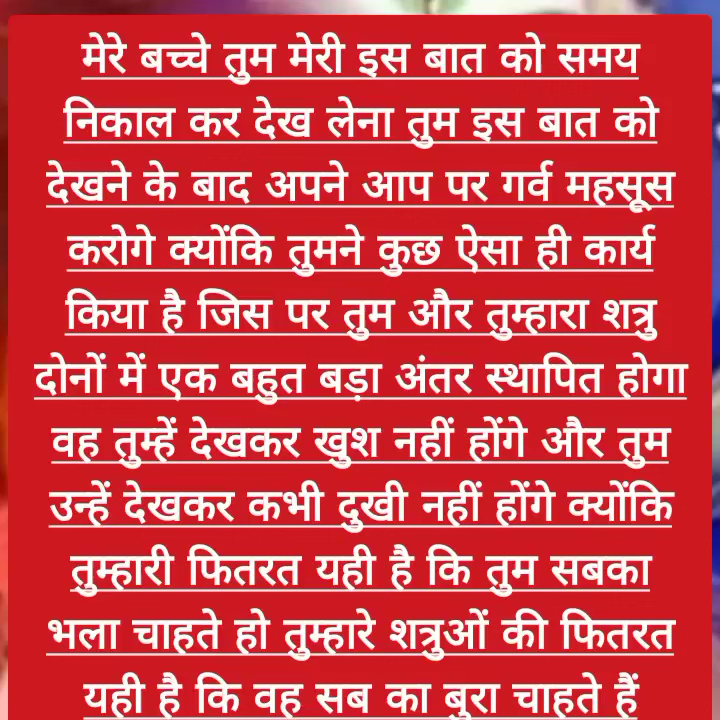 मेरे बच्चे तुम मेरी इस बात को समय
निकाल कर देख लेना तुम इस बात को
देखने के बाद अपने आप पर गर्व महसूस
करोगे क्योंकि तुमने कुछ ऐसा ही कार्य
किया है जिस पर तुम और तुम्हारा शत्रु
दोनों में एक बहुत बड़ा अंतर स्थापित होगा
वह तुम्हें देखकर खुश नहीं होंगे और तुम
उन्हें देखकर कभी दुखी नहीं होंगे क्योंकि
तुम्हारी फितरत यही है कि तुम सबका
भला चाहते हो तुम्हारे शत्रुओं की फितरत
यही है कि वह सब का बुरा चाहते हैं